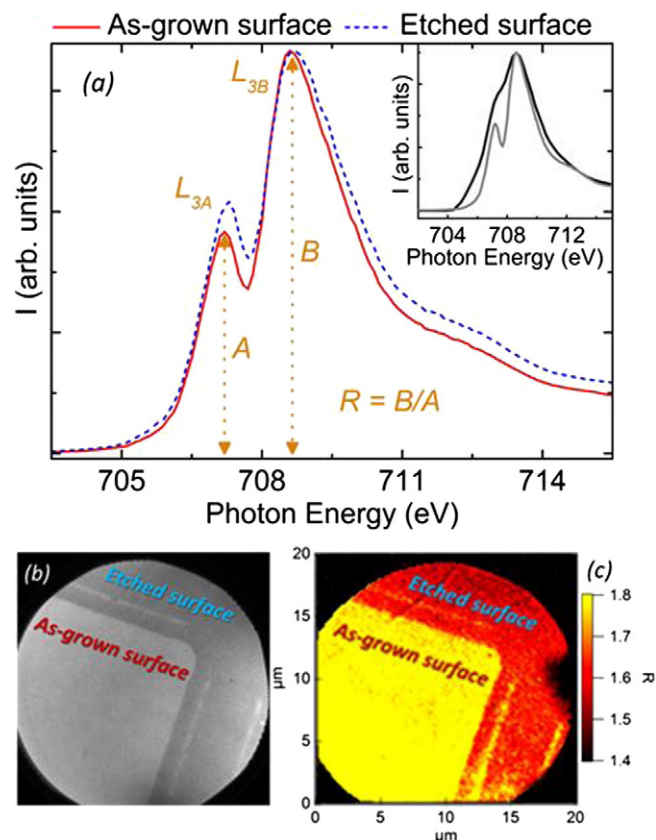 As-grown surface Etched surface
(a)
L3B
L3A
B
A
R = B/A
I (arb. units)
705 708 711 714
Photon Energy (eV)
I (arb. units)
702 704 708 712
Photon Energy (eV)
(b)
Etched surface
As-grown surface
20
15
10
5
0
µm
0 5 10 15 20
µm
(c)
Etched surface
As-grown surface
1.8
1.7
1.6
1.5
1.4
R